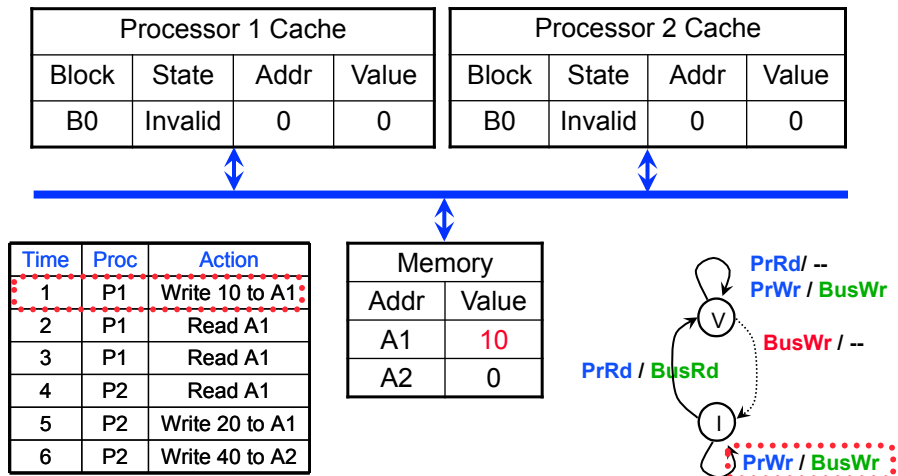 Processor 1 Cache
Block State Addr Value
B0 Invalid 0 0
Processor 2 Cache
Block State Addr Value
B0 Invalid 0 0
Time Proc Action
1 P1 Write 10 to A1
2 P1 Read A1
3 P1 Read A1
4 P2 Read A1
5 P2 Write 20 to A1
6 P2 Write 40 to A2
Memory
Addr Value
A1 10
A2 0
PrRd/ --
PrWr / BusWr
V
BusWr / --
PrRd / BusRd
I
PrWr / BusWr